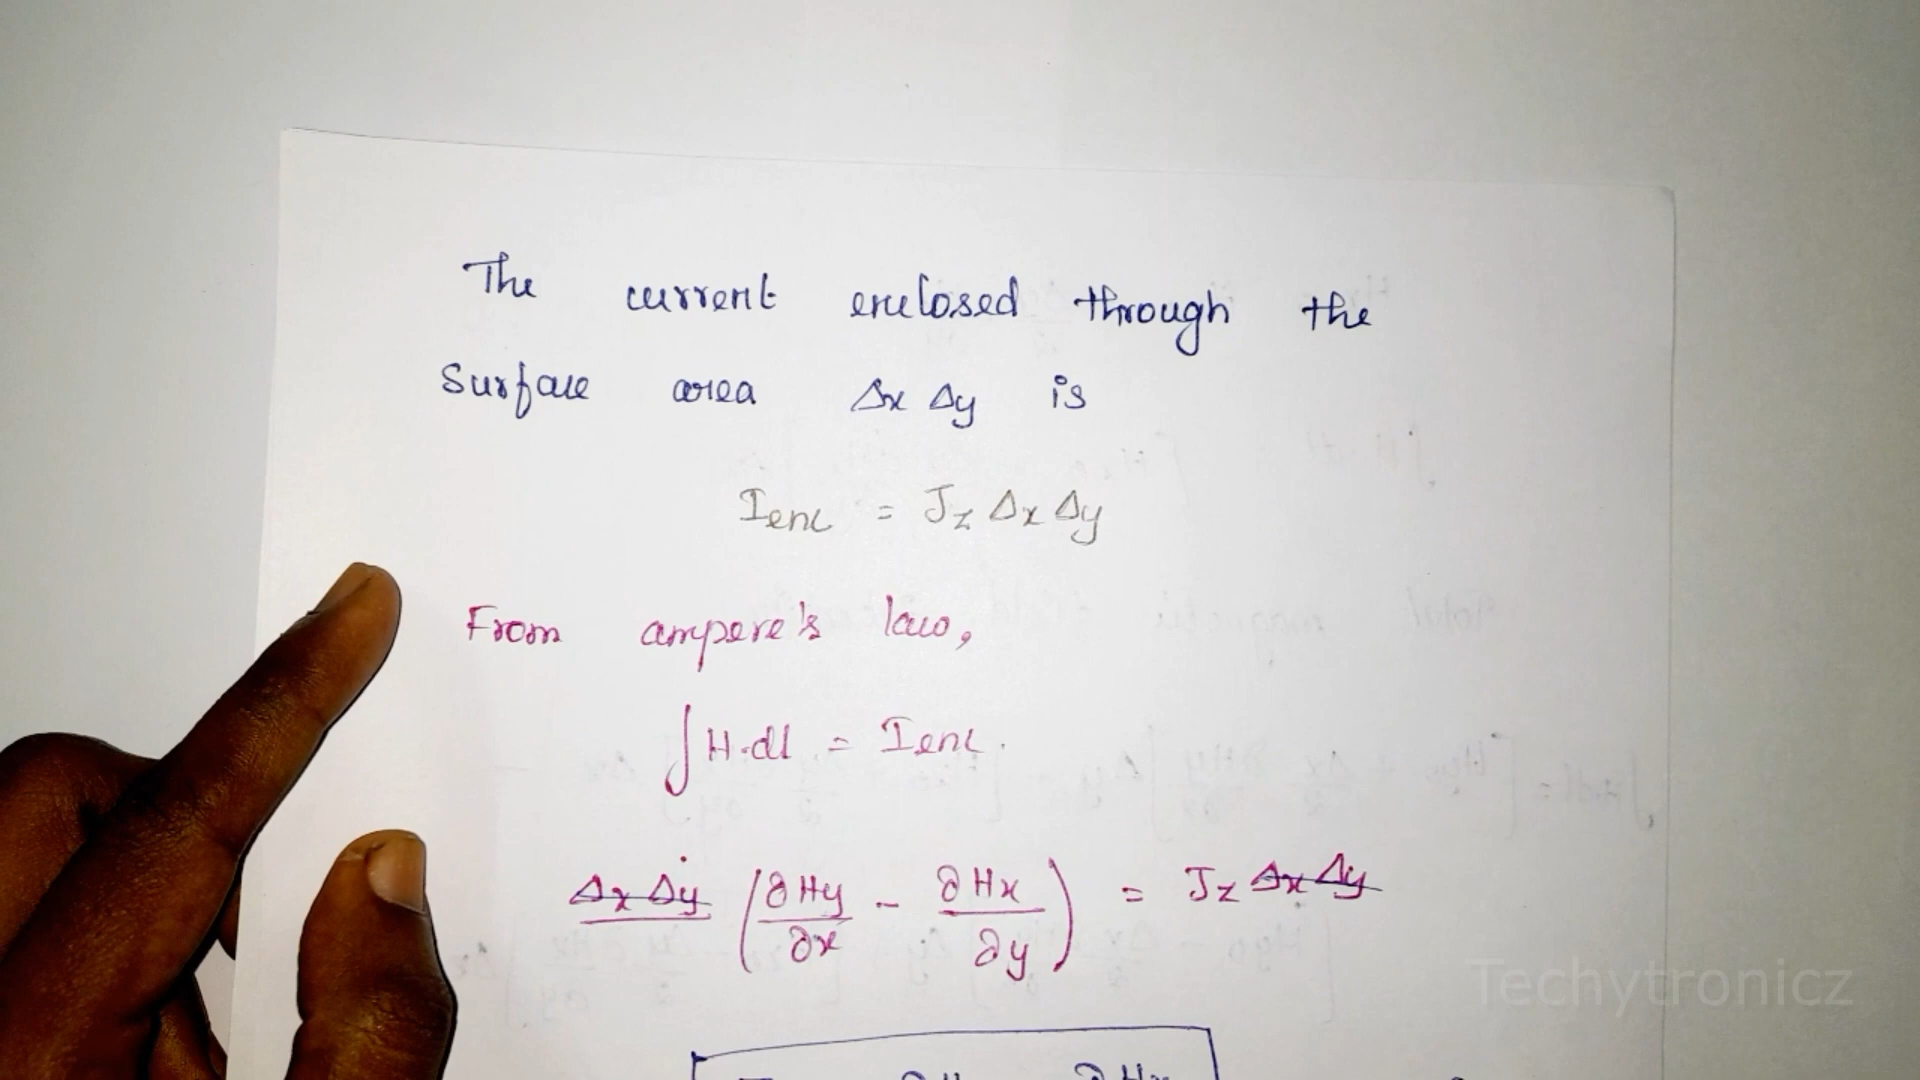 The current enclosed through the
Surface area Δx Δy is
Ienc = Jz Δx Δy
From ampere's law,
∫ H.dl = Ienc.
Δx Δy (∂Hy/∂x - ∂Hx/∂y) = Jz Δx Δy
Techytronicz